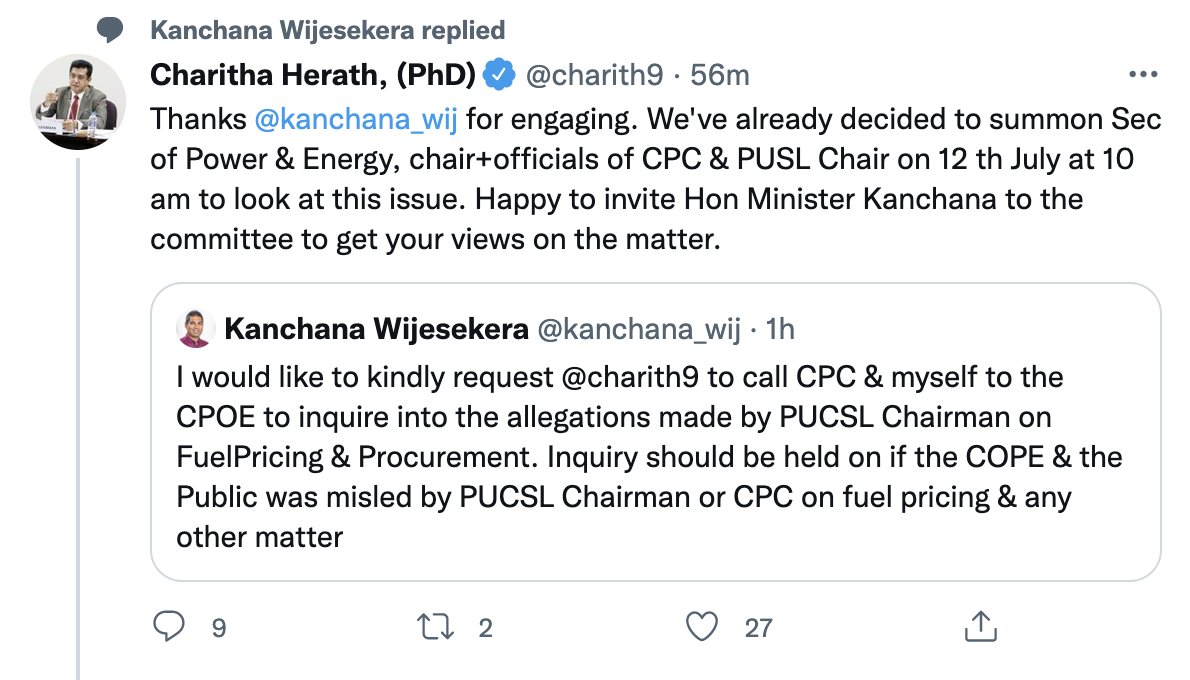 Kanchana Wijesekera replied
Charitha Herath, (PhD) @charith9 · 56m
Thanks @kanchana_wij for engaging. We've already decided to summon Sec
of Power & Energy, chair+officials of CPC & PUSL Chair on 12 th July at 10
am to look at this issue. Happy to invite Hon Minister Kanchana to the
committee to get your views on the matter.
Kanchana Wijesekera @kanchana_wij · 1h
I would like to kindly request @charith9 to call CPC & myself to the
CPOE to inquire into the allegations made by PUCSL Chairman on
FuelPricing & Procurement. Inquiry should be held on if the COPE & the
Public was misled by PUCSL Chairman or CPC on fuel pricing & any
other matter
9 2 27